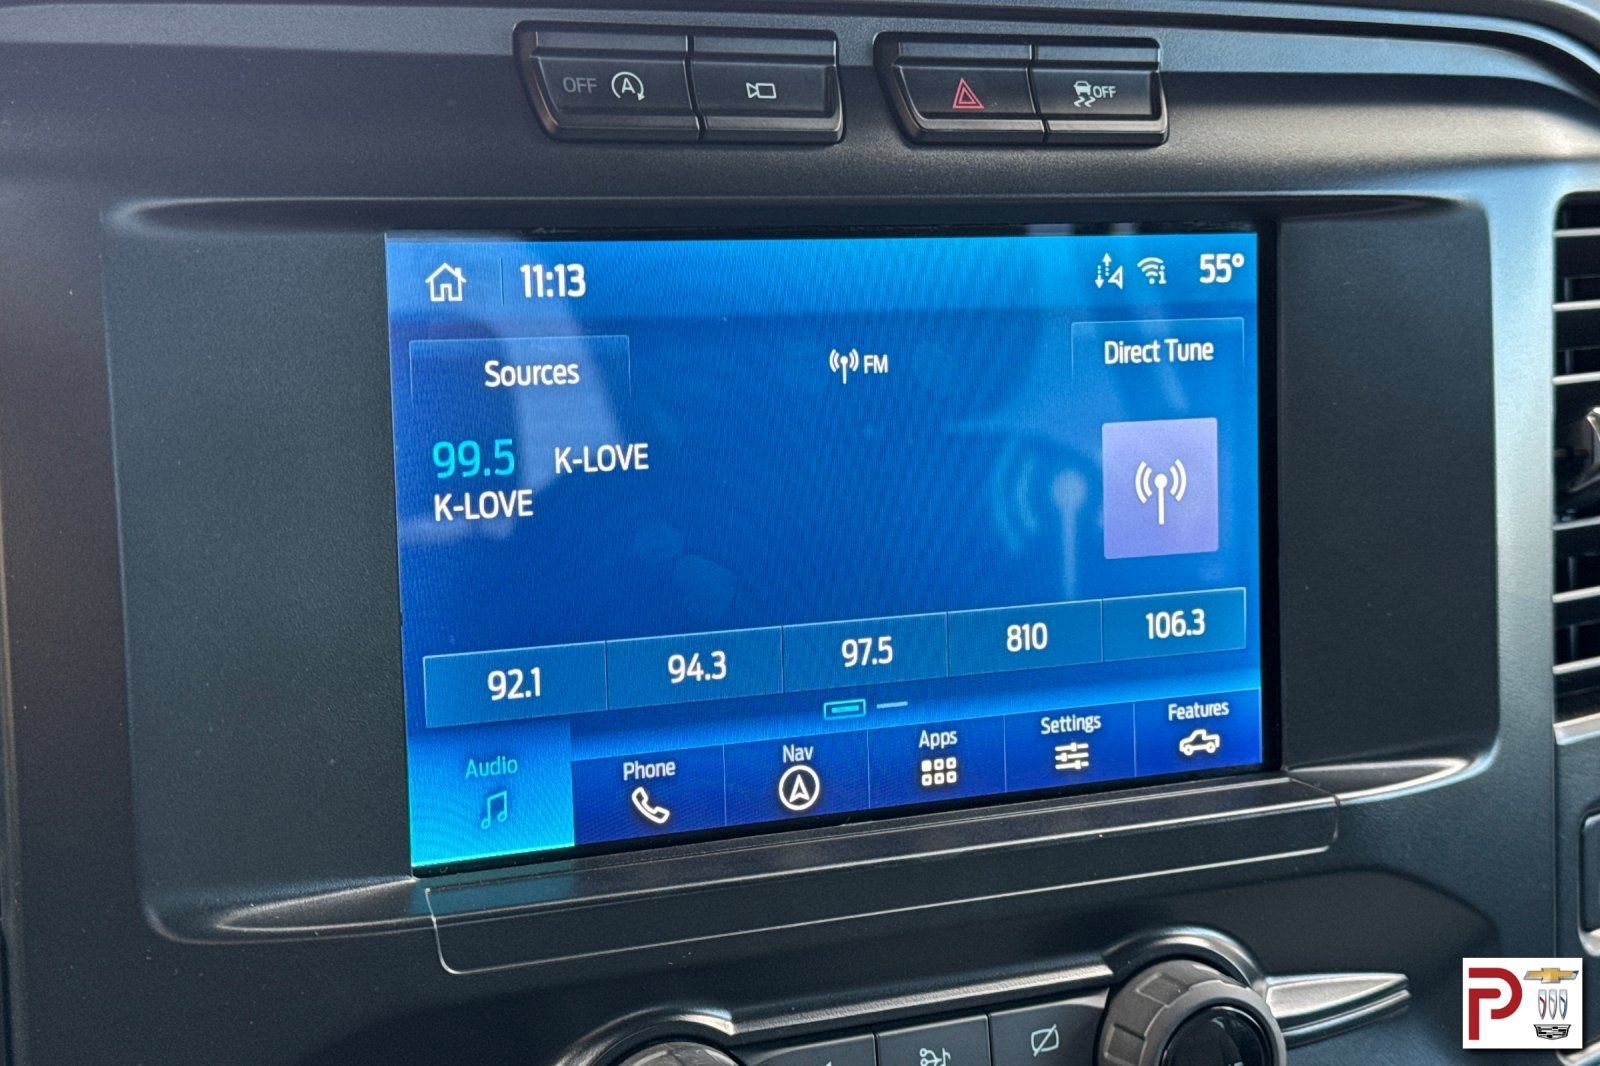 OFF A
OFF
11:13
55°
Sources
FM
Direct Tune
99.5 K-LOVE
K-LOVE
92.1 94.3 97.5 810 106.3
Audio Phone Nav Apps Settings Features
P